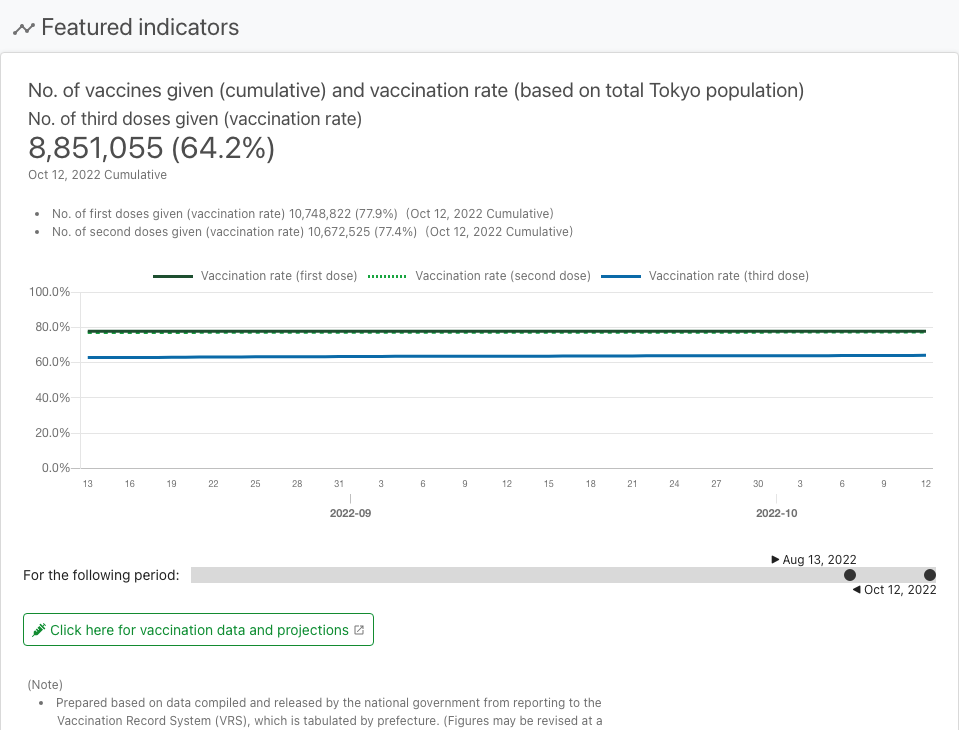 Featured indicators
No. of vaccines given (cumulative) and vaccination rate (based on total Tokyo population)
No. of third doses given (vaccination rate)
8,851,055 (64.2%)
Oct 12, 2022 Cumulative
• No. of first doses given (vaccination rate) 10,748,822 (77.9%) (Oct 12, 2022 Cumulative)
• No. of second doses given (vaccination rate) 10,672,525 (77.4%) (Oct 12, 2022 Cumulative)
Vaccination rate (first dose) Vaccination rate (second dose) Vaccination rate (third dose)
100.0%
80.0%
60.0%
40.0%
20.0%
0.0%
13 16 19 22 25 28 31 3 6 9 12 15 18 21 24 27 30 3 6 9 12
2022-09 2022-10
▶ Aug 13, 2022
For the following period:
◀ Oct 12, 2022
Click here for vaccination data and projections
(Note)
• Prepared based on data compiled and released by the national government from reporting to the
Vaccination Record System (VRS), which is tabulated by prefecture. (Figures may be revised at a